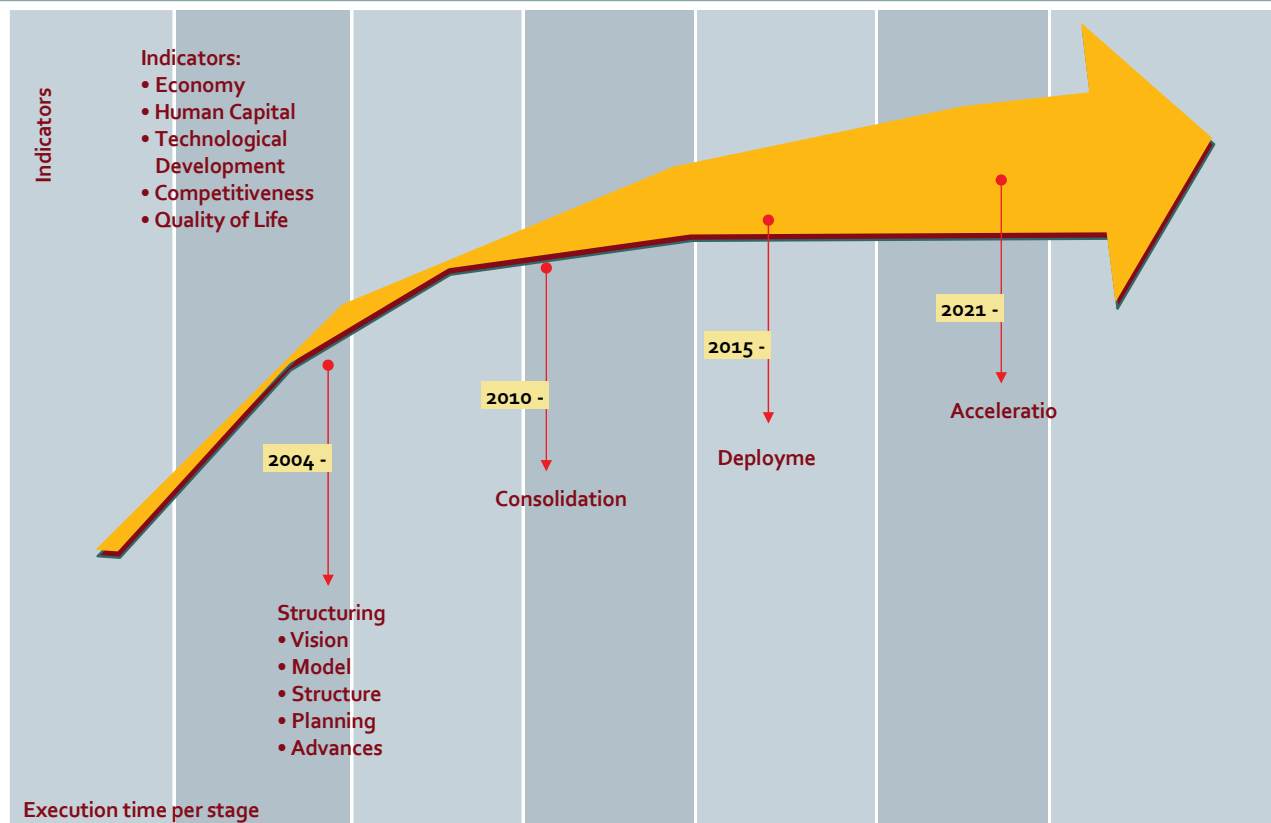 Indicators
Indicators:
• Economy
• Human Capital
• Technological
Development
• Competitiveness
• Quality of Life
2021 -
2015 -
Acceleratio
2010 -
Deployme
2004 -
Consolidation
Structuring
• Vision
• Model
• Structure
• Planning
• Advances
Execution time per stage